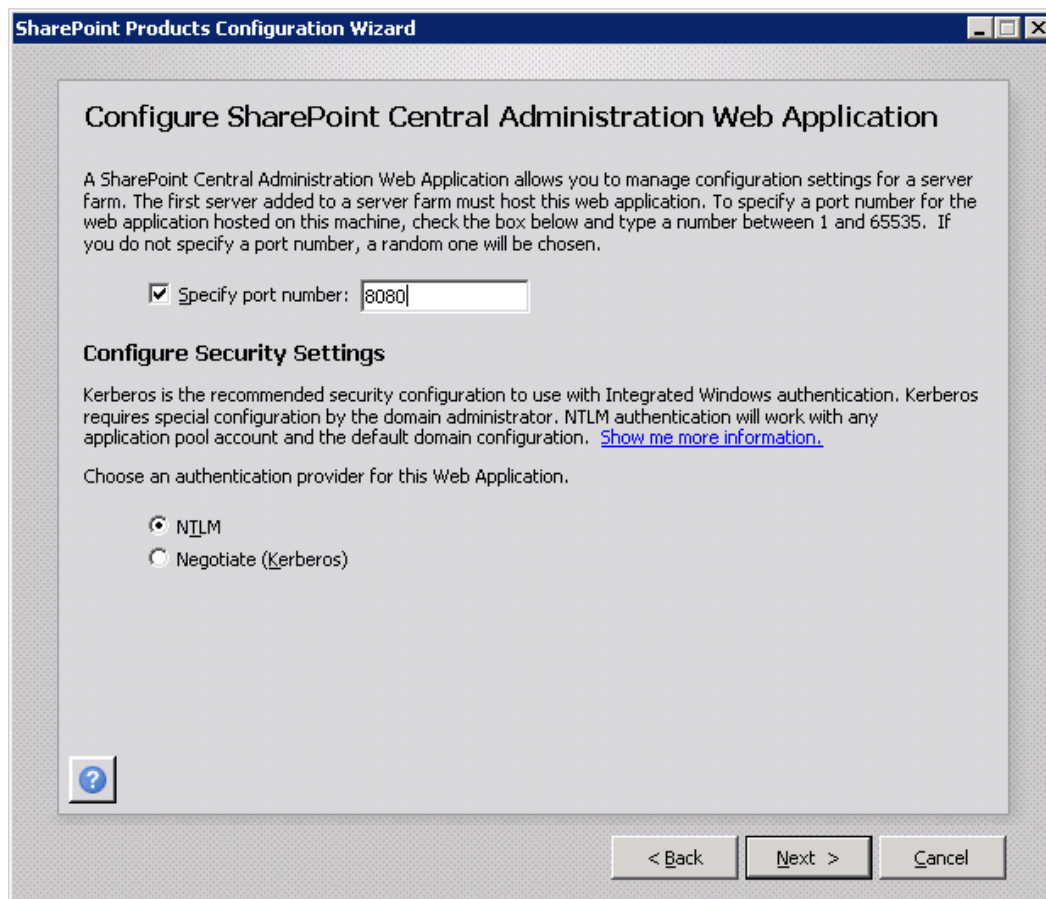 SharePoint Products Configuration Wizard
Configure SharePoint Central Administration Web Application
A SharePoint Central Administration Web Application allows you to manage configuration settings for a server
farm. The first server added to a server farm must host this web application. To specify a port number for the
web application hosted on this machine, check the box below and type a number between 1 and 65535. If
you do not specify a port number, a random one will be chosen.
Specify port number: 8080
Configure Security Settings
Kerberos is the recommended security configuration to use with Integrated Windows authentication. Kerberos
requires special configuration by the domain administrator. NTLM authentication will work with any
application pool account and the default domain configuration. Show me more information.
Choose an authentication provider for this Web Application.
NTLM
Negotiate (Kerberos)
?
< Back Next > Cancel